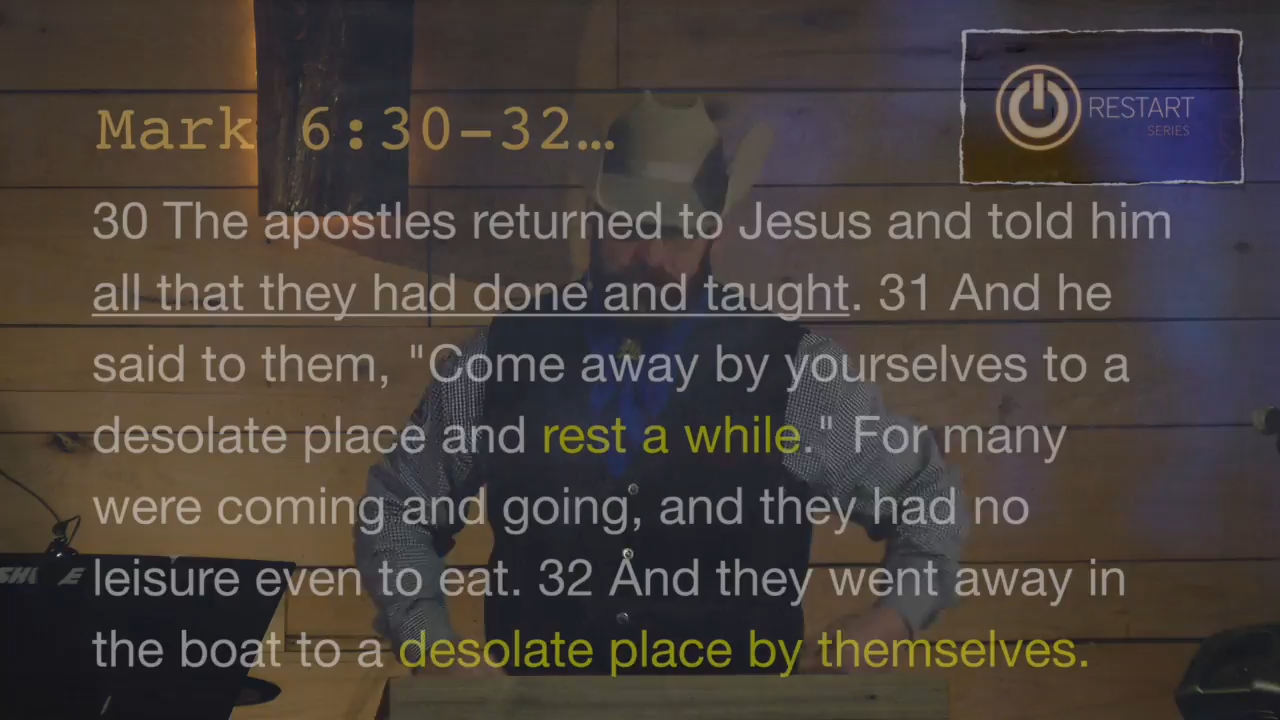 Mark 6:30-32…
RESTART
SERIES
30 The apostles returned to Jesus and told him
all that they had done and taught. 31 And he
said to them, "Come away by yourselves to a
desolate place and rest a while." For many
were coming and going, and they had no
leisure even to eat. 32 And they went away in
the boat to a desolate place by themselves.